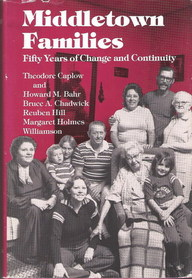 Middletown
Families
Fifty Years of Change and Continuity
Theodore Caplow
and
Howard M. Bahr
Bruce A. Chadwick
Reuben Hill
Margaret Holmes
Williamson